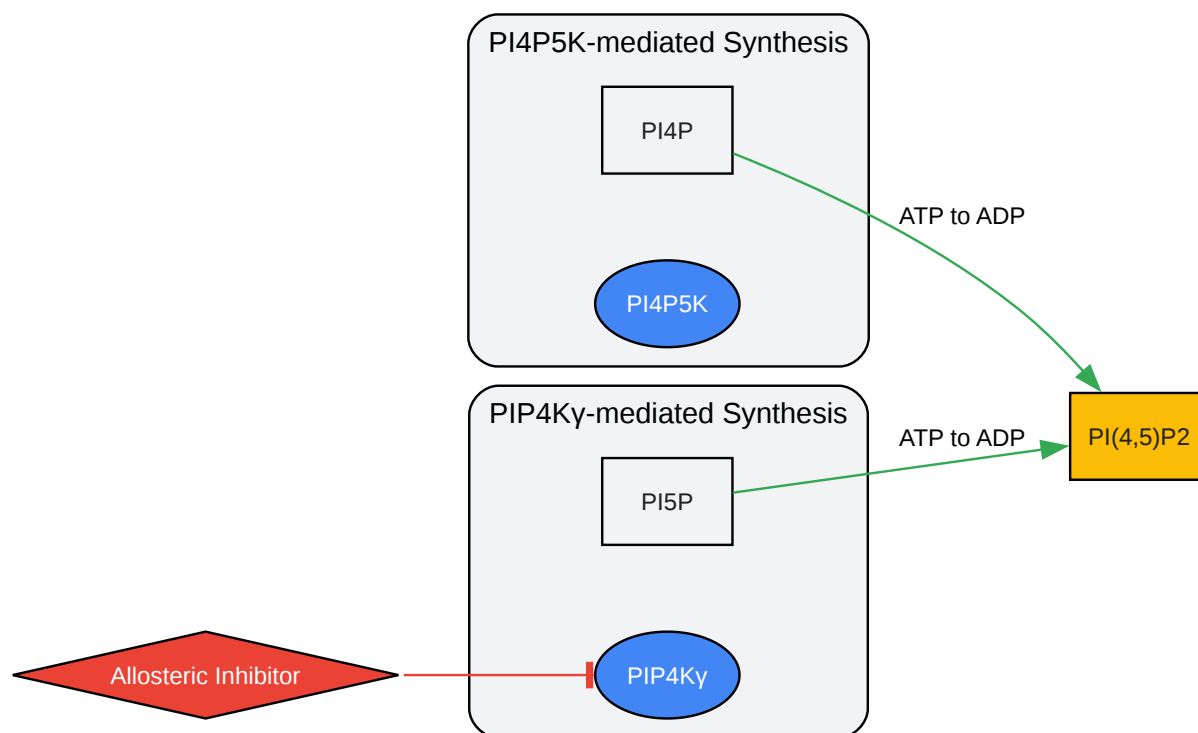 PI4P5K-mediated Synthesis
PI4P
ATP to ADP
PI4P5K
PIP4Kγ-mediated Synthesis
ATP to ADP
PI(4,5)P2
PI5P
Allosteric Inhibitor
PIP4Kγ